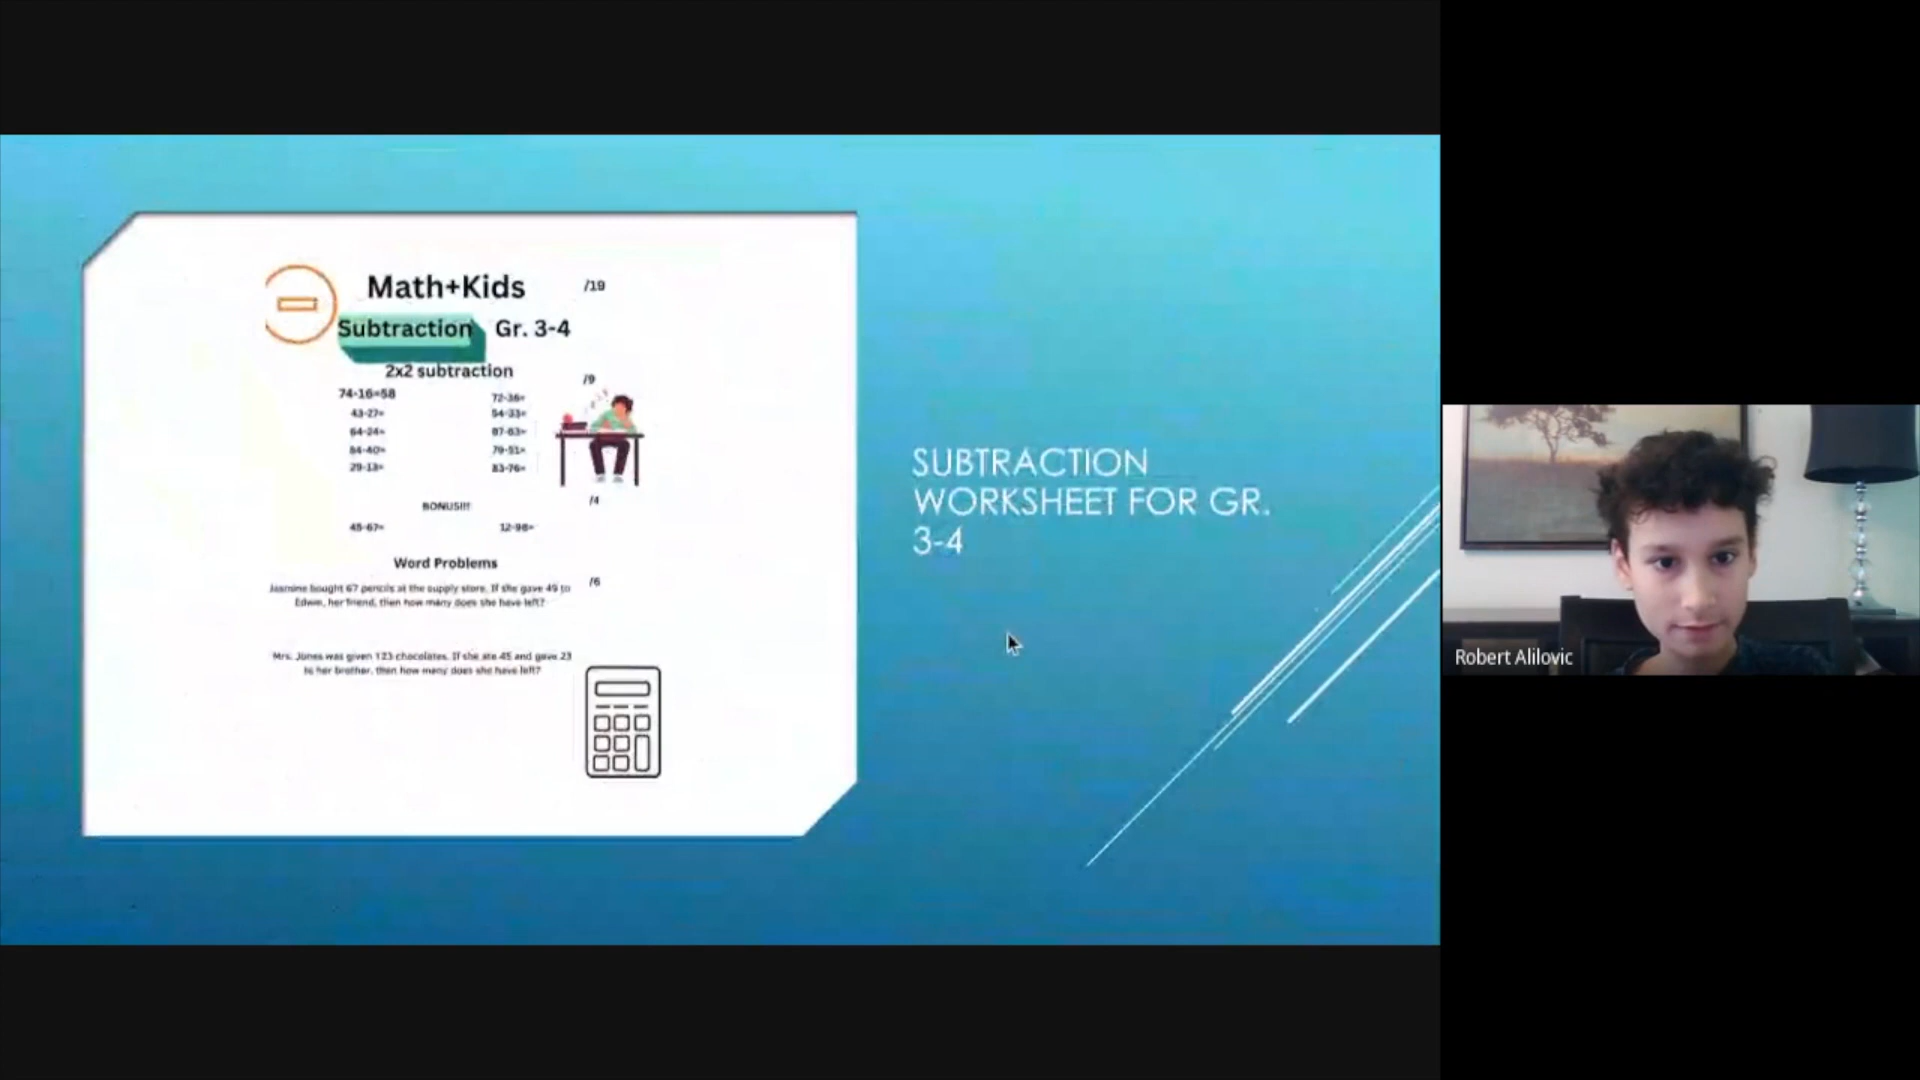 Math+Kids
/19
Subtraction Gr. 3-4
2x2 subtraction
/9
74-16=58
72-36=
43-27=
54-33=
64-24=
87-63=
84-40=
79-51=
29-13=
83-76=
/4
BONUS!!!
45-67=
12-98=
Word Problems
/6
Jasmine bought 67 pencils at the supply store. If she gave 49 to
Edwin, her friend, then how many does she have left?
Mrs. Jones was given 123 chocolates. If she ate 45 and gave 23
to her brother, then how many does she have left?
SUBTRACTION
WORKSHEET FOR GR.
3-4
Robert Alilovic